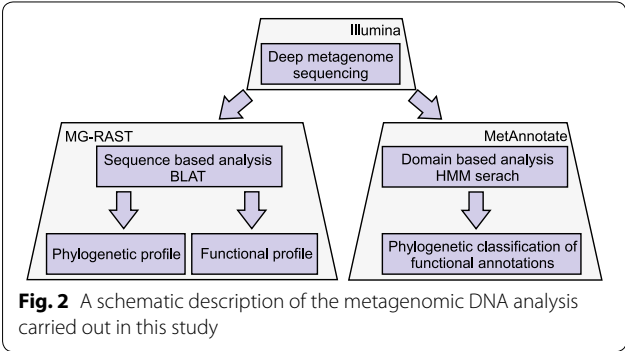 Illumina
Deep metagenome
sequencing
MG-RAST
Sequence based analysis
BLAT
Phylogenetic profile
Functional profile
MetAnnotate
Domain based analysis
HMM serach
Phylogenetic classification of
functional annotations
Fig. 2 A schematic description of the metagenomic DNA analysis
carried out in this study